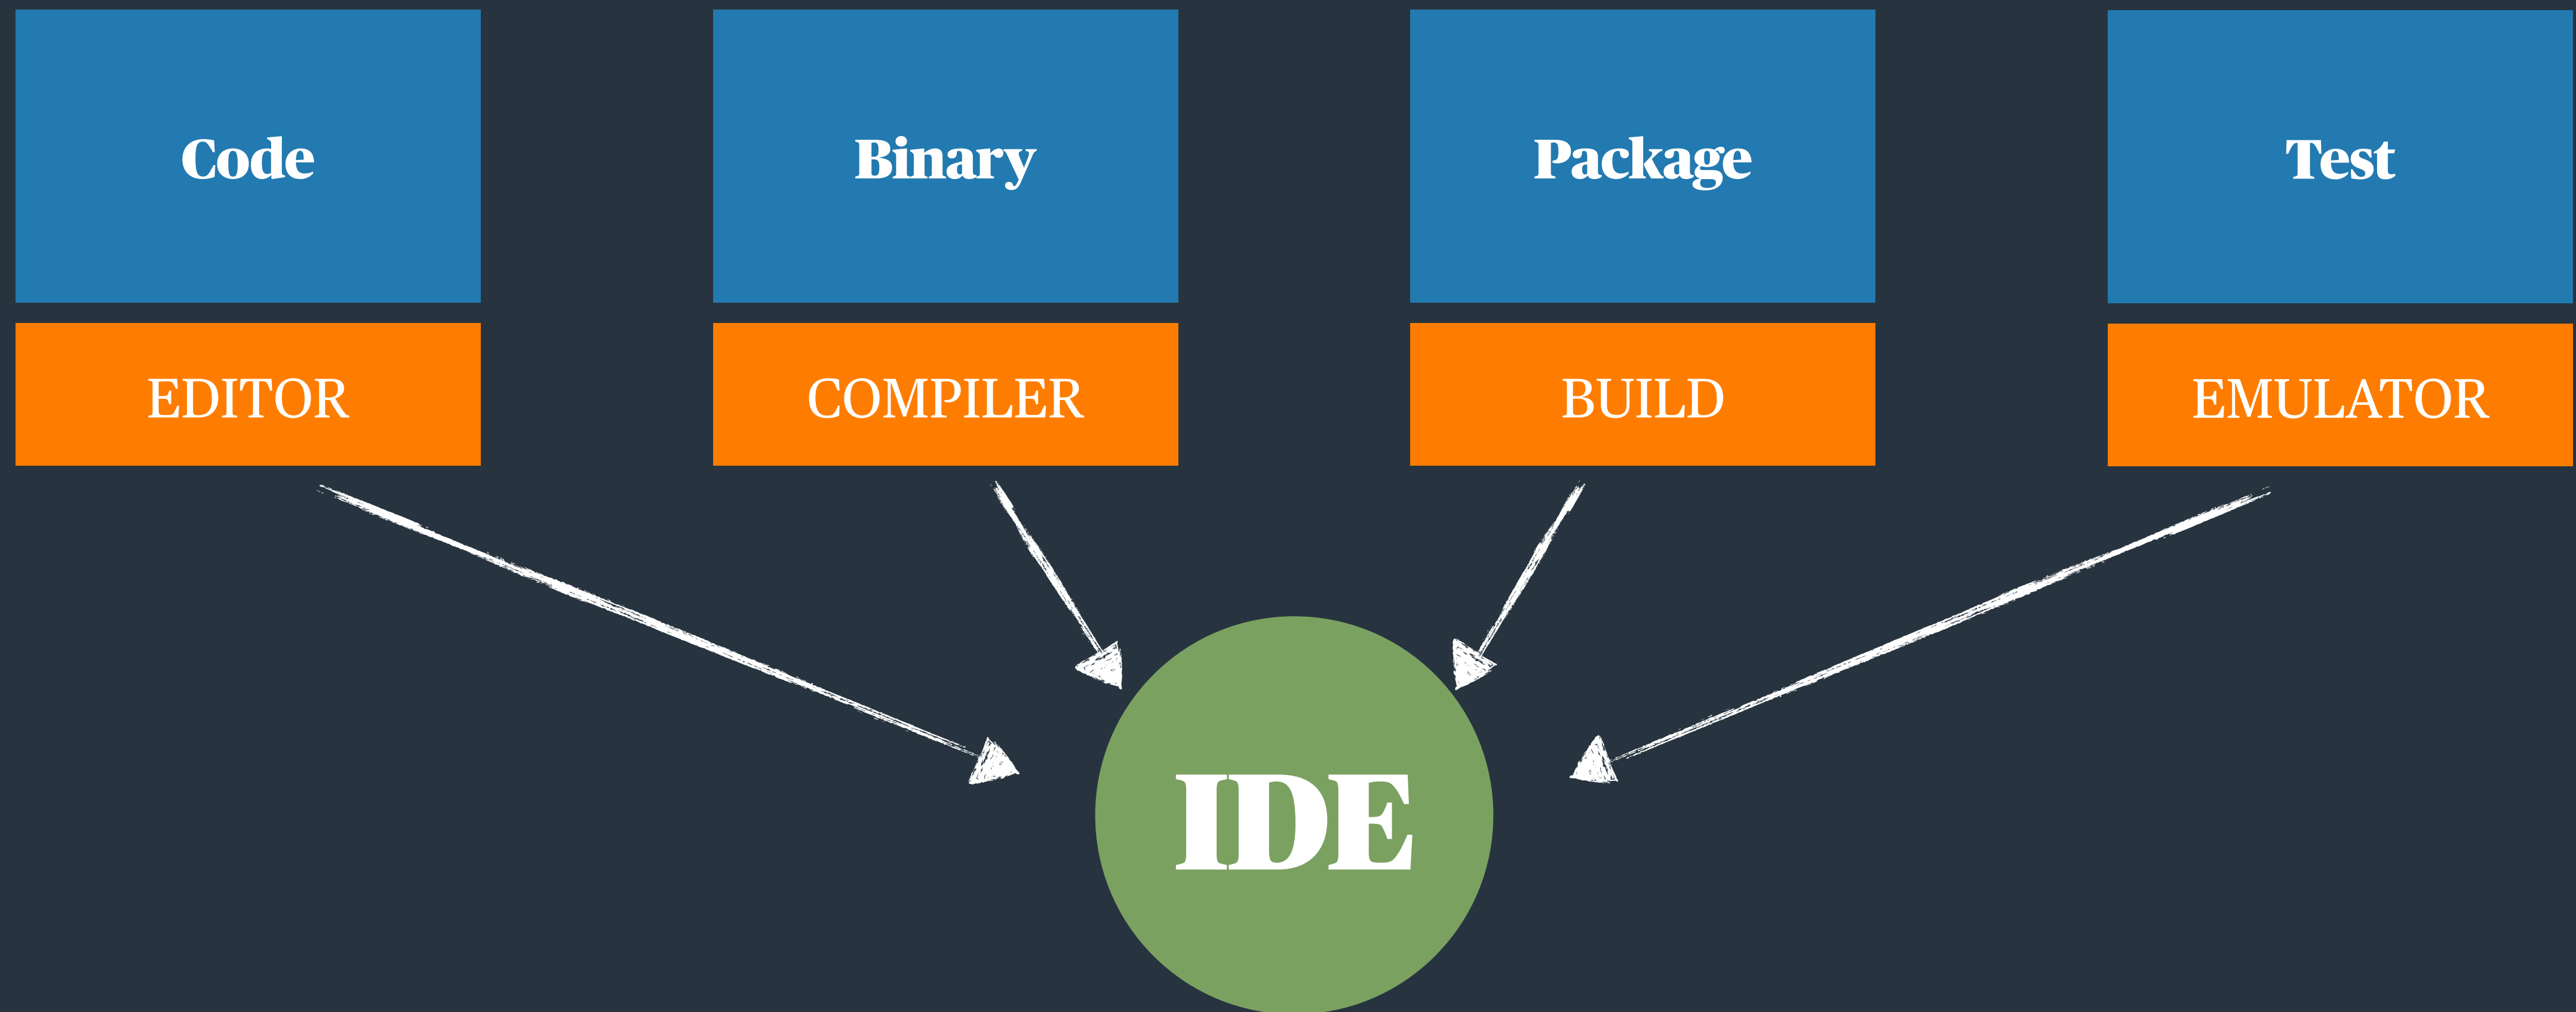 Code
Binary
Package
Test
EDITOR
COMPILER
BUILD
EMULATOR
IDE